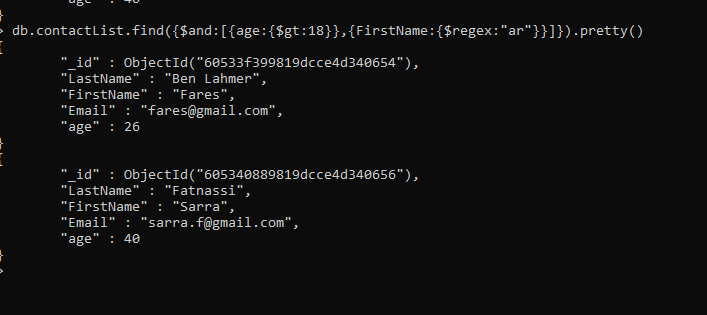 "age" : 40
}
> db.contactList.find({$and:[{age:{$gt:18}},{FirstName:{$regex:"ar"}}]}).pretty()
{
"_id" : ObjectId("60533f399819dcce4d340654"),
"LastName" : "Ben Lahmer",
"FirstName" : "Fares",
"Email" : "fares@gmail.com",
"age" : 26
}
{
"_id" : ObjectId("605340889819dcce4d340656"),
"LastName" : "Fatnassi",
"FirstName" : "Sarra",
"Email" : "sarra.f@gmail.com",
"age" : 40
}
>